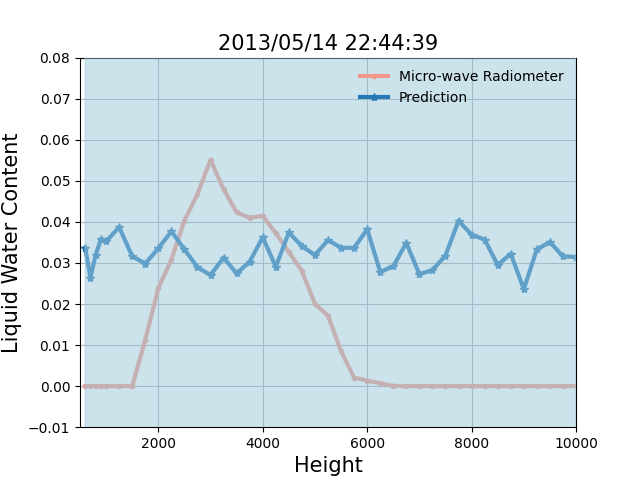 2013/05/14 22:44:39
Micro-wave Radiometer
Prediction
Liquid Water Content
0.08
0.07
0.06
0.05
0.04
0.03
0.02
0.01
0.00
−0.01
2000 4000 6000 8000 10000
Height